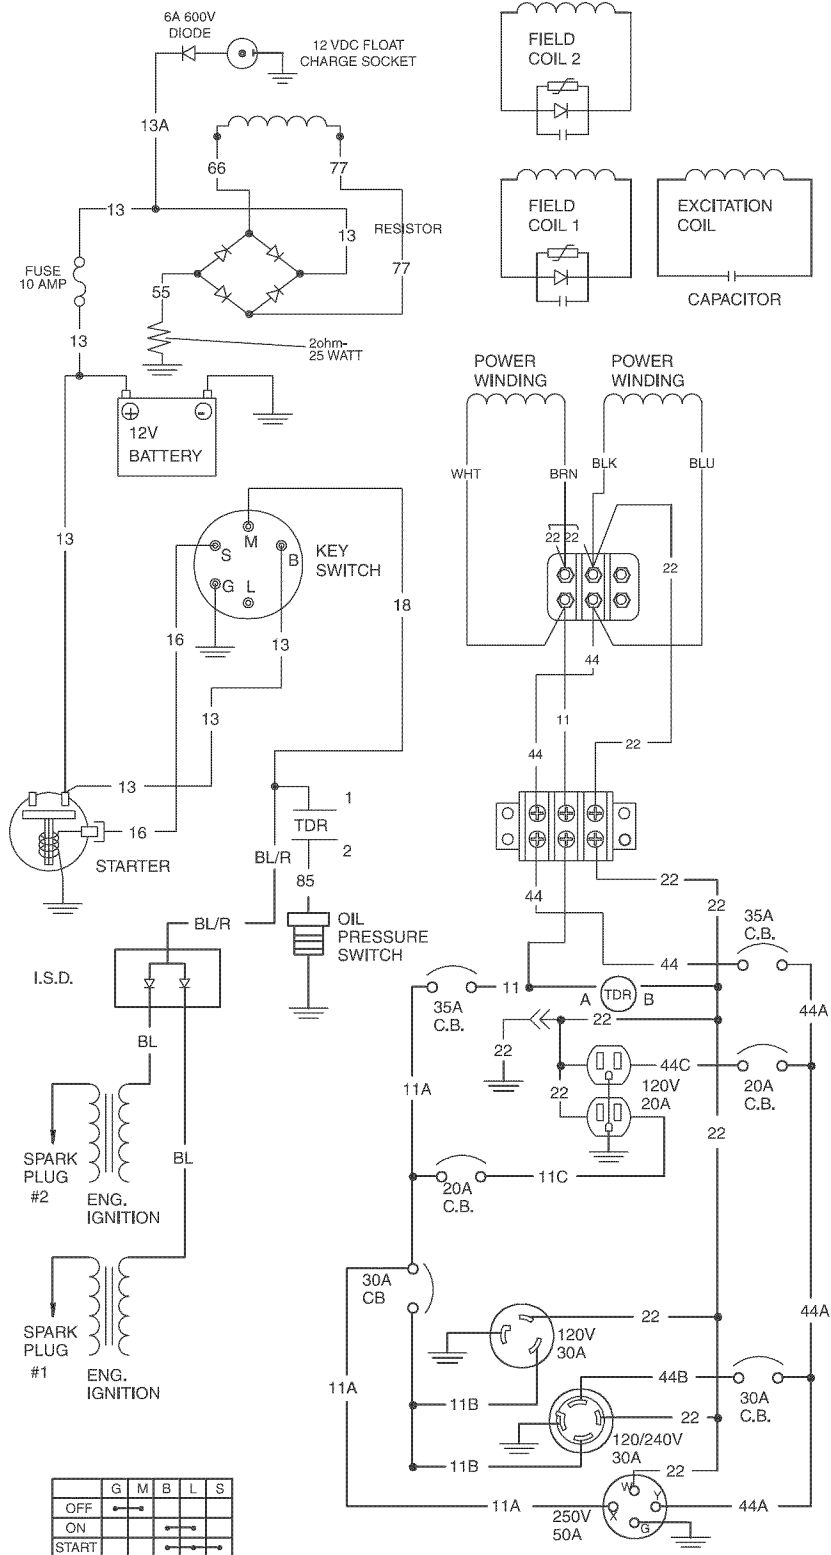 6A 600V
DIODE
12 VDC FLOAT
CHARGE SOCKET
13A
66
77
13
13
RESISTOR
77
FUSE
10 AMP
55
13
2ohm-
25 WATT
12V
BATTERY
13
FIELD
COIL 2
FIELD
COIL 1
EXCITATION
COIL
CAPACITOR
POWER
WINDING
POWER
WINDING
WHT
BRN
BLK
BLU
22 22
22
M
S
B
G
L
KEY
SWITCH
18
16
13
13
13
16
STARTER
44
11
44
22
1
TDR
2
85
BL/R
BL/R
OIL
PRESSURE
SWITCH
I.S.D.
BL
BL
SPARK
PLUG
#2
ENG.
IGNITION
SPARK
PLUG
#1
ENG.
IGNITION
22
22
44
35A
C.B.
44
11
35A
C.B.
A
TDR
B
44A
22
22
11A
22
44C
120V
20A
20A
C.B.
22
11C
20A
C.B.
30A
CB
22
120V
30A
44A
11A
11B
44B
30A
C.B.
22
120/240V
30A
11B
22
11A
250V
50A
W
X
Y
G
44A
G M B L S
OFF
ON
START